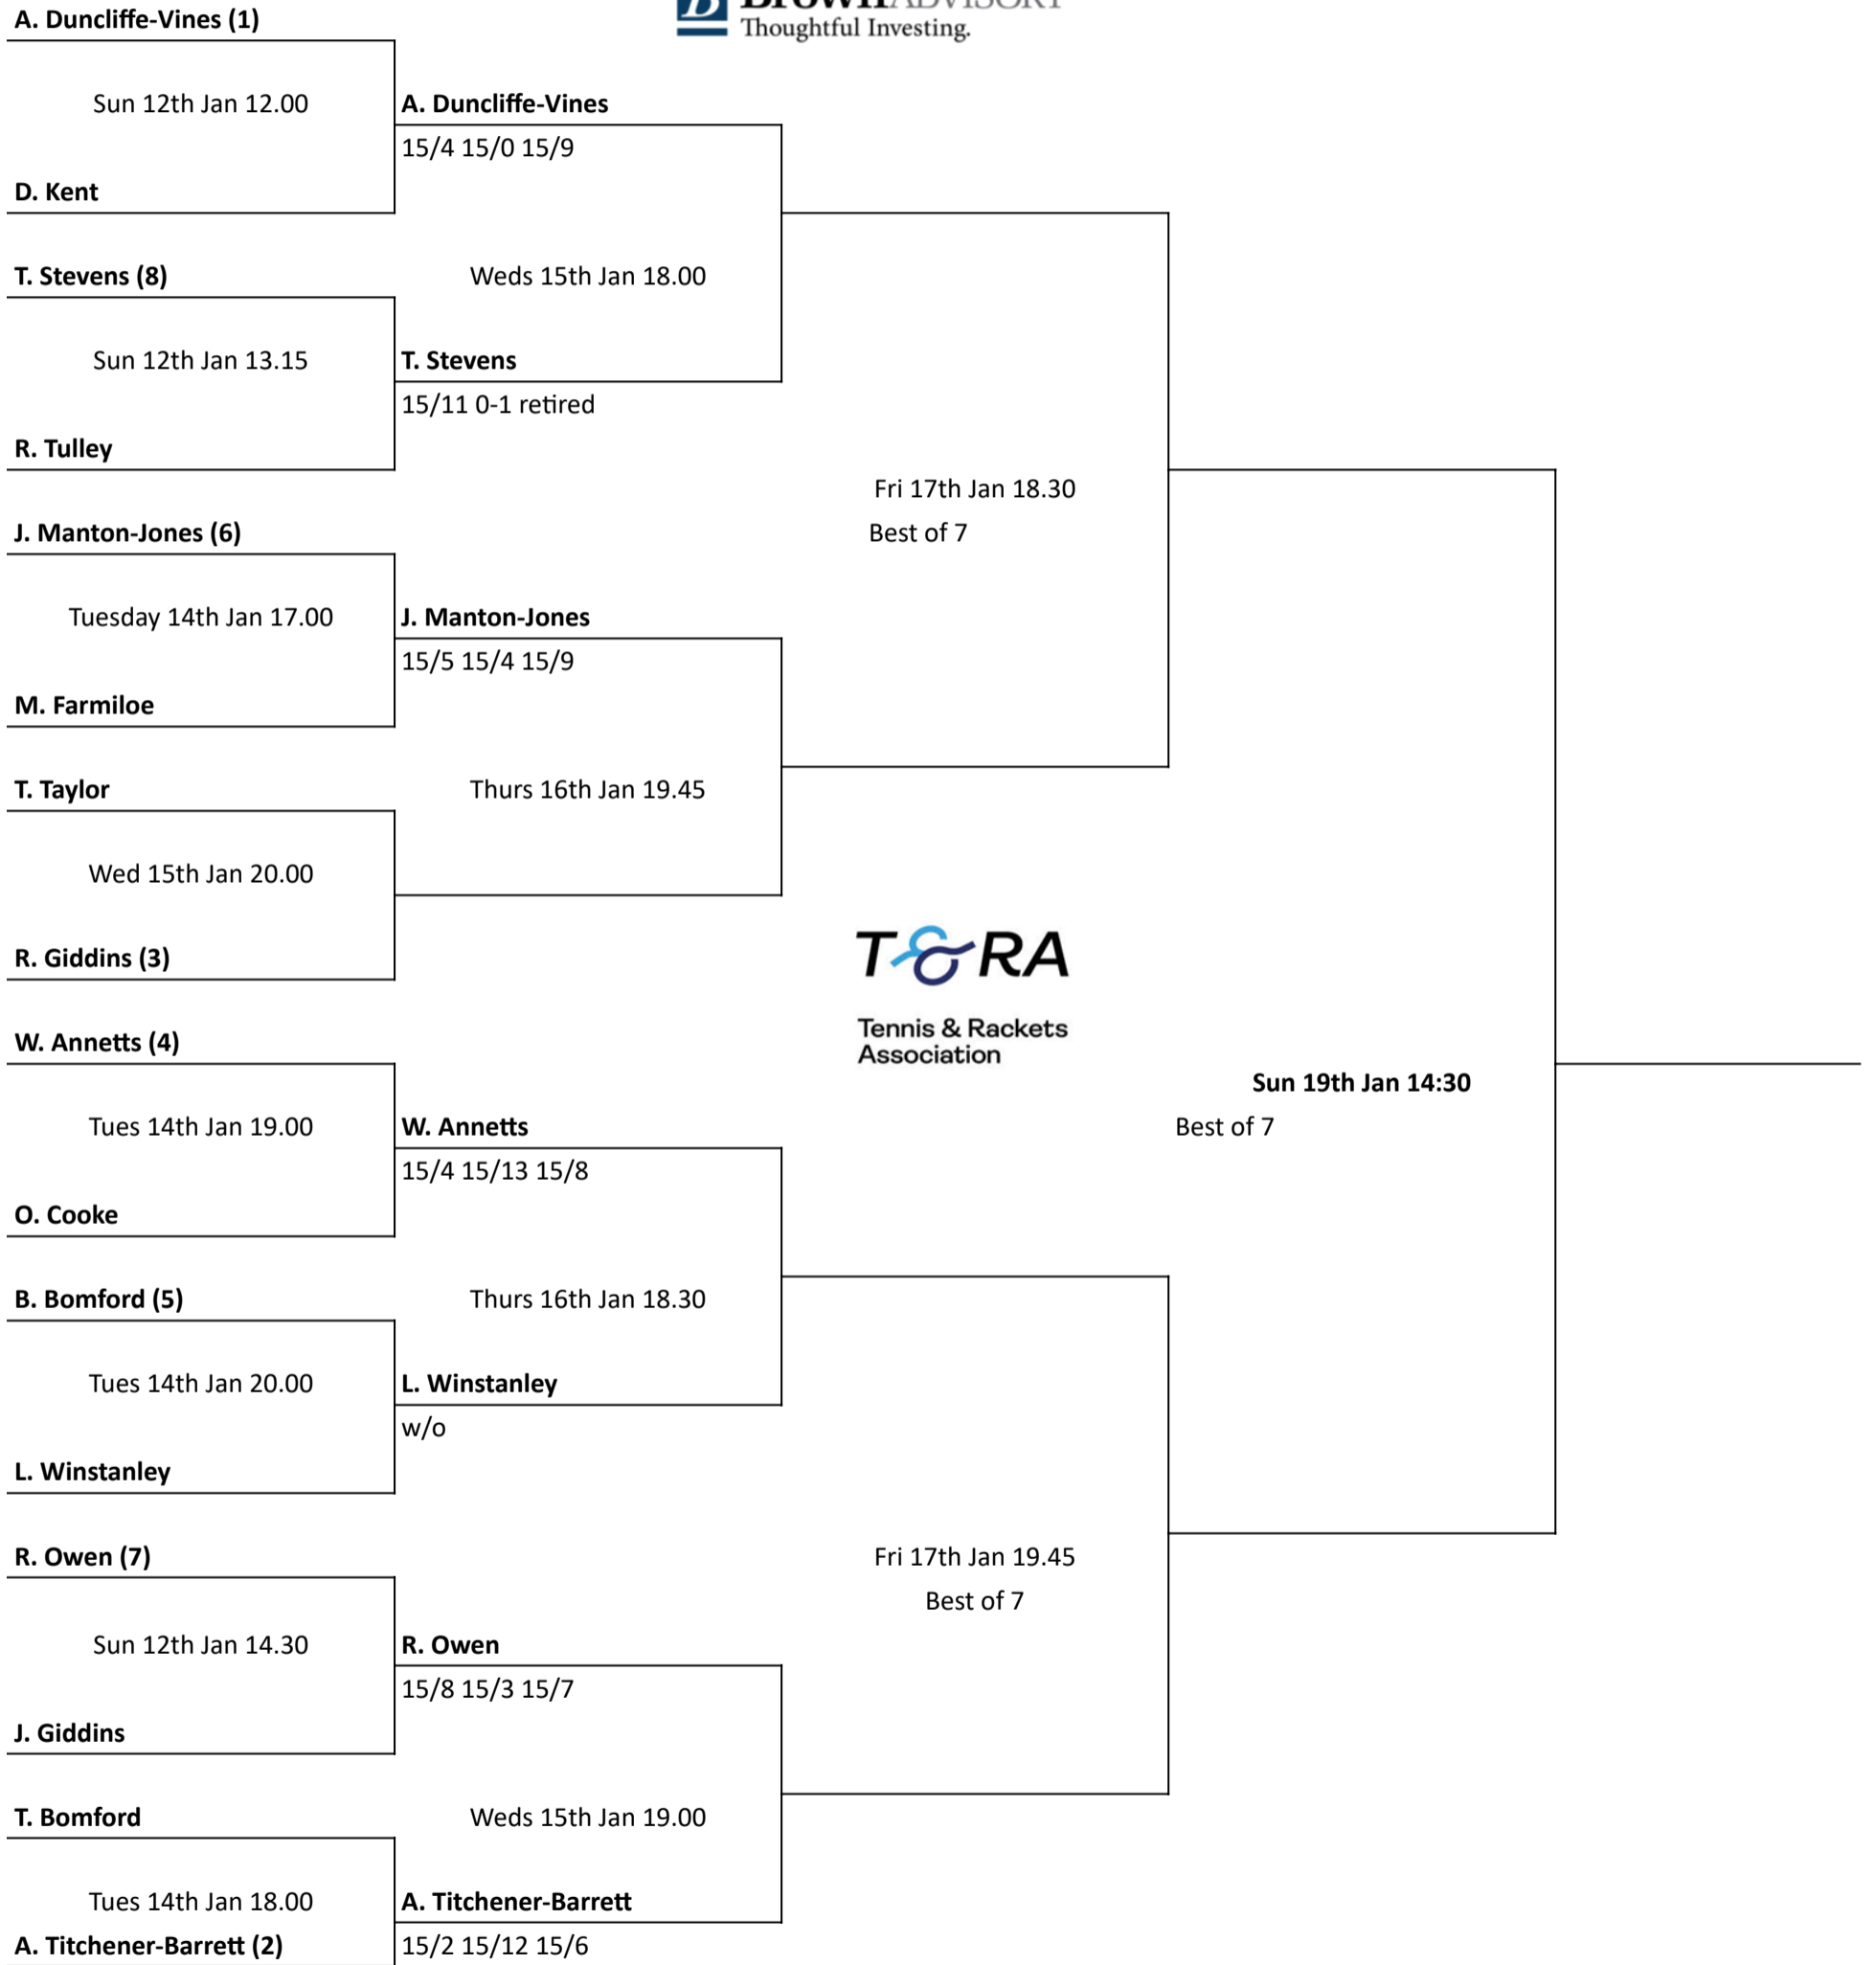 A. Duncliffe-Vines (1)
Brown ADVISORY
Thoughtful Investing.
Sun 12th Jan 12.00
A. Duncliffe-Vines
15/4 15/0 15/9
D. Kent
T. Stevens (8)
Weds 15th Jan 18.00
Sun 12th Jan 13.15
T. Stevens
15/11 0-1 retired
R. Tulley
Fri 17th Jan 18.30
J. Manton-Jones (6)
Best of 7
Tuesday 14th Jan 17.00
J. Manton-Jones
15/5 15/4 15/9
M. Farmiloe
T. Taylor
Thurs 16th Jan 19.45
Wed 15th Jan 20.00
R. Giddins (3)
T&RA
Tennis & Rackets
Association
W. Annetts (4)
Sun 19th Jan 14:30
Tues 14th Jan 19.00
W. Annetts
Best of 7
15/4 15/13 15/8
O. Cooke
B. Bomford (5)
Thurs 16th Jan 18.30
Tues 14th Jan 20.00
L. Winstanley
w/o
L. Winstanley
R. Owen (7)
Fri 17th Jan 19.45
Best of 7
Sun 12th Jan 14.30
R. Owen
15/8 15/3 15/7
J. Giddins
T. Bomford
Weds 15th Jan 19.00
Tues 14th Jan 18.00
A. Titchener-Barrett
A. Titchener-Barrett (2)
15/2 15/12 15/6